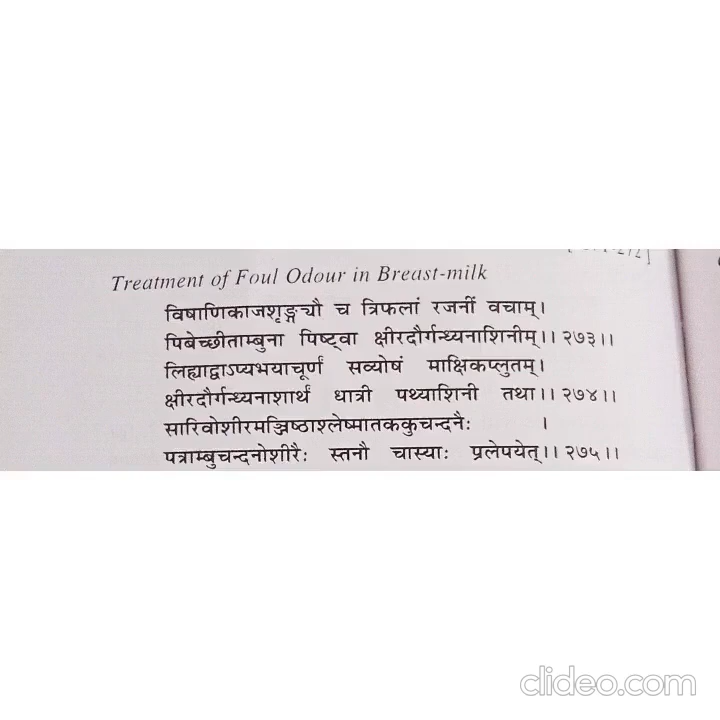 Treatment of Foul Odour in Breast-milk
विषाणिकाजशृङ्ग्यौ च त्रिफलां रजनीं वचाम्।
पिबेच्छीताम्बुना पिष्ट्वा क्षीरदौर्गन्ध्यनाशिनीम्।। २७३।।
लिह्याद्वाऽप्यभयाचूर्णं सव्योषं माक्षिकप्लुतम्।
क्षीरदौर्गन्ध्यनाशार्थं धात्री पथ्याशिनी तथा।। २७४।।
सारिवोशीरमञ्जिष्ठाश्लेष्मातककुचन्दनैः ।
पत्राम्बुचन्दनोशीरैः स्तनौ चास्याः प्रलेपयेत्।। २७५।।
clideo.com